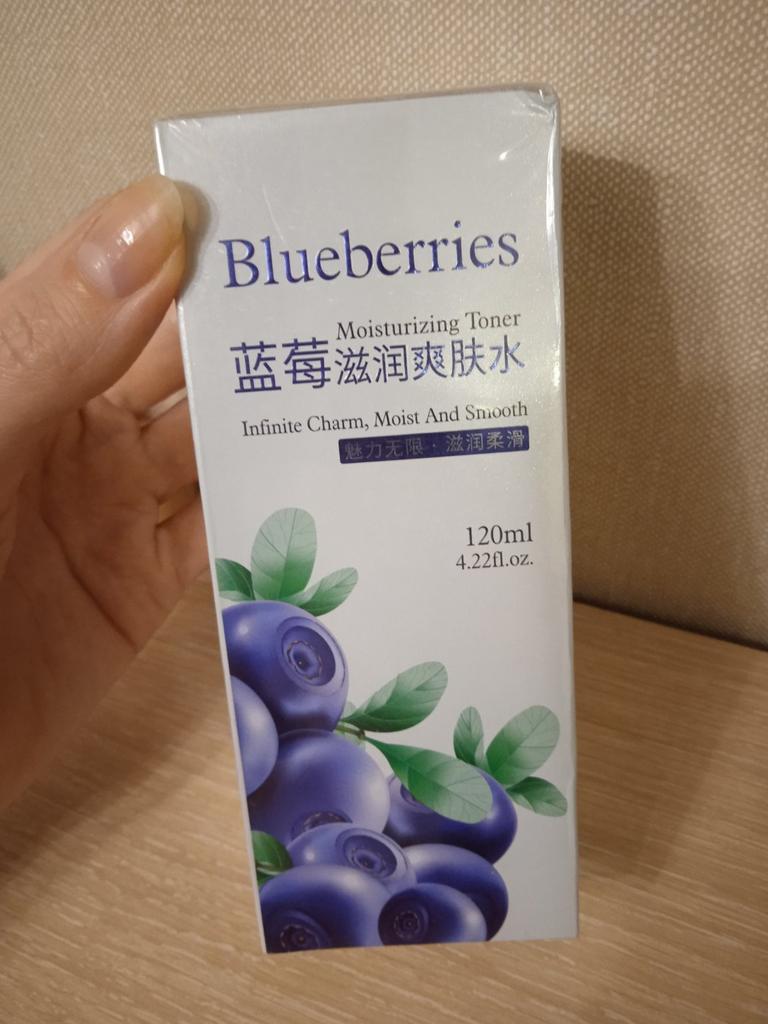 Blueberries
Moisturizing Toner
蓝莓滋润爽肤水
Infinite Charm, Moist And Smooth
魅力无限·滋润柔滑
120ml
4.22fl.oz.